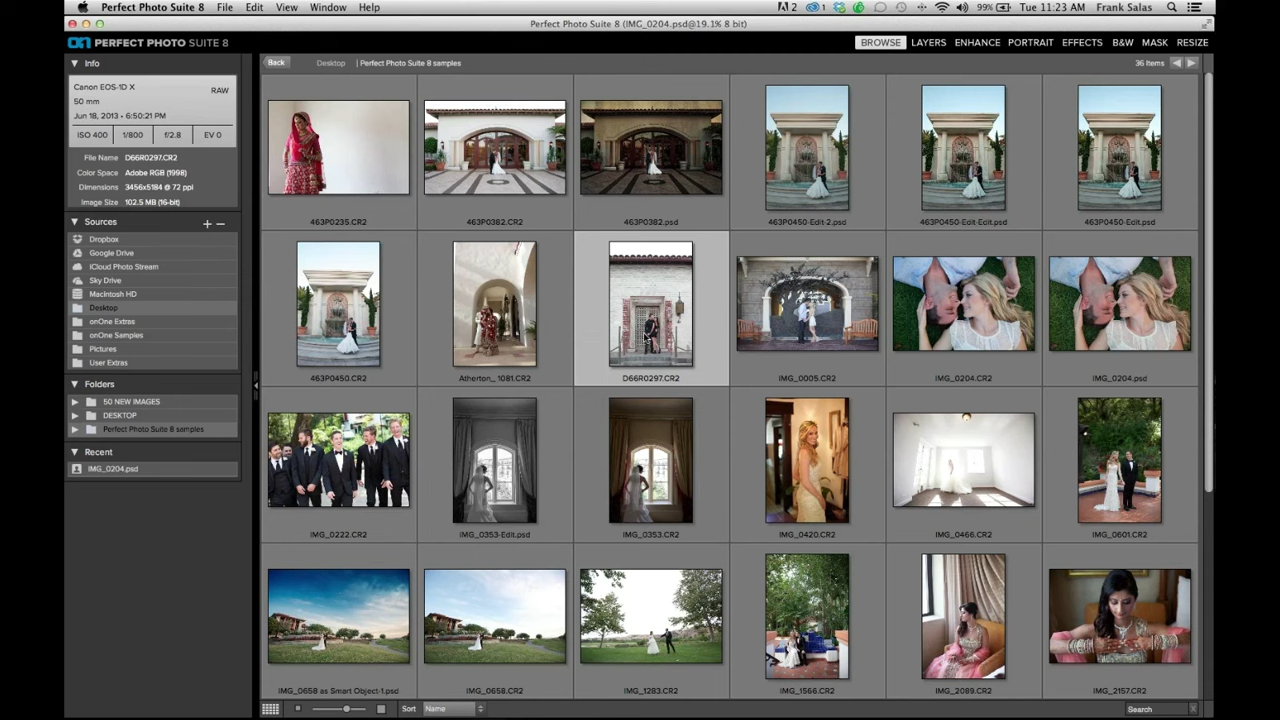 Perfect Photo Suite 8 File Edit View Window Help
2 1 99% Tue 11:23 AM Frank Salas
Perfect Photo Suite 8 (IMG_0204.psd@19.1% 8 bit)
on PERFECT PHOTO SUITE 8
BROWSE LAYERS ENHANCE PORTRAIT EFFECTS B&W MASK RESIZE
Info
Back Desktop | Perfect Photo Suite 8 samples 36 Items
Canon EOS-1D X RAW
50 mm
Jun 18, 2013 • 6:50:21 PM
ISO 400 1/800 f/2.8 EV 0
File Name D66R0297.CR2
Color Space Adobe RGB (1998)
Dimensions 3456x5184 @ 72 ppi
Image Size 102.5 MB (16-bit)
Sources + −
Dropbox
Google Drive
iCloud Photo Stream
Sky Drive
Macintosh HD
Desktop
onOne Extras
onOne Samples
Pictures
User Extras
Folders
50 NEW IMAGES
DESKTOP
Perfect Photo Suite 8 samples
Recent
IMG_0204.psd
463P0235.CR2 463P0382.CR2 463P0382.psd 463P0450-Edit-2.psd 463P0450-Edit-Edit.psd 463P0450-Edit.psd
463P0450.CR2 Atherton_ 1081.CR2 D66R0297.CR2 IMG_0005.CR2 IMG_0204.CR2 IMG_0204.psd
IMG_0222.CR2 IMG_0353-Edit.psd IMG_0353.CR2 IMG_0420.CR2 IMG_0466.CR2 IMG_0601.CR2
IMG_0658 as Smart Object-1.psd IMG_0658.CR2 IMG_1283.CR2 IMG_1566.CR2 IMG_2089.CR2 IMG_2157.CR2
Sort Name Search